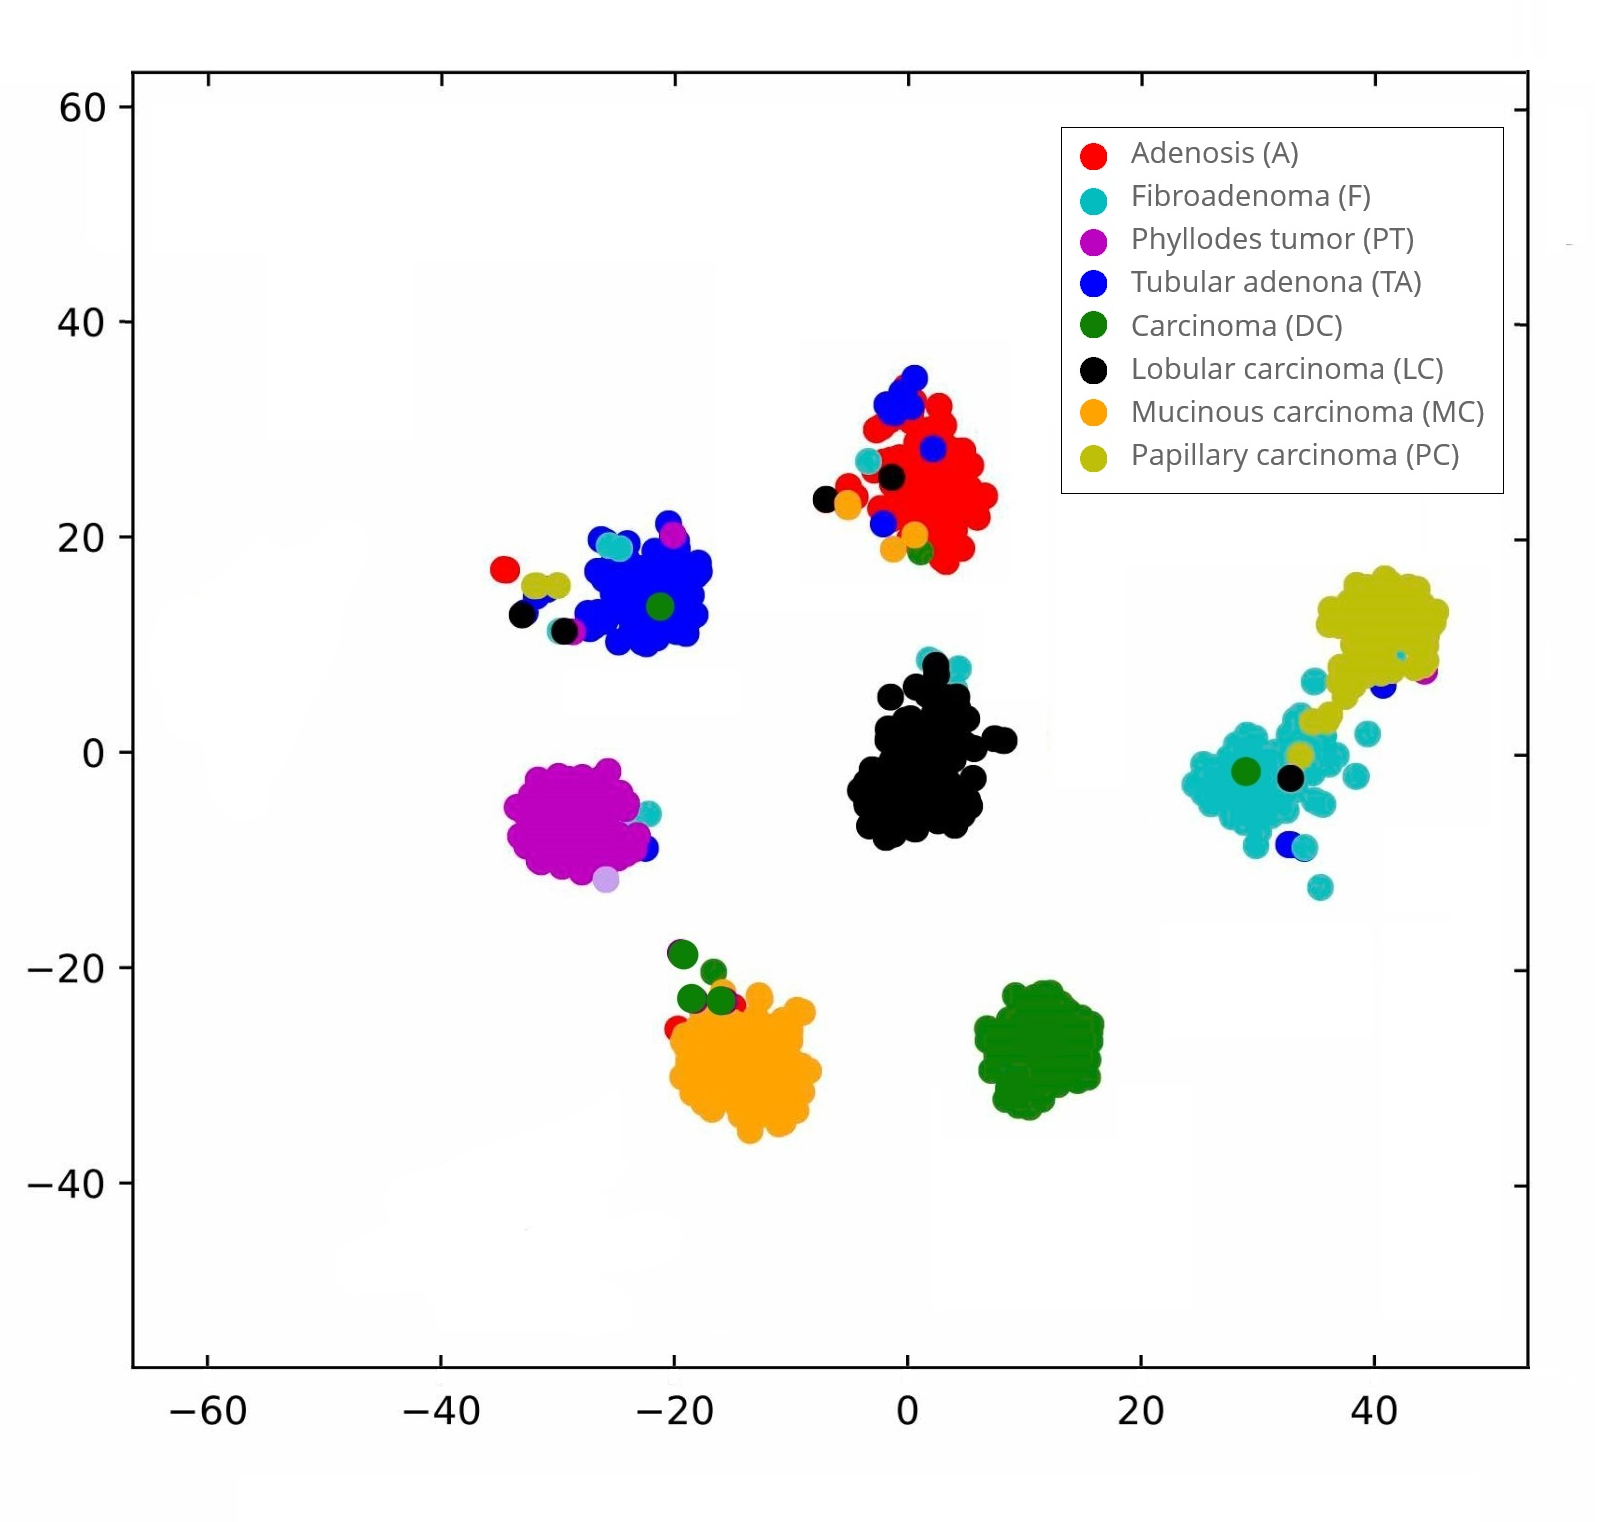 60
40
20
0
−20
−40
−60
−40
−20
0
20
40
Adenosis (A)
Fibroadenoma (F)
Phyllodes tumor (PT)
Tubular adenona (TA)
Carcinoma (DC)
Lobular carcinoma (LC)
Mucinous carcinoma (MC)
Papillary carcinoma (PC)